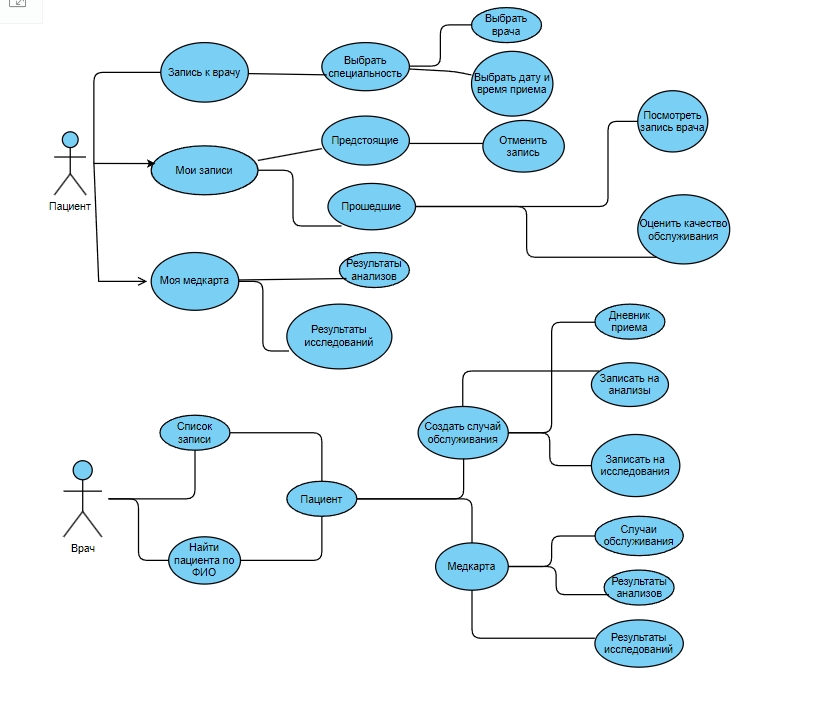 Выбрать
врача
Запись к врачу
Выбрать
специальность
Выбрать дату и
время приема
Посмотреть
запись врача
Предстоящие
Отменить
запись
Мои записи
Пациент
Прошедшие
Оценить качество
обслуживания
Моя медкарта
Результаты
анализов
Результаты
исследований
Дневник
приема
Записать на
анализы
Список
записи
Создать случай
обслуживания
Записать на
исследования
Пациент
Врач
Найти
пациента по
ФИО
Случаи
обслуживания
Медкарта
Результаты
анализов
Результаты
исследований